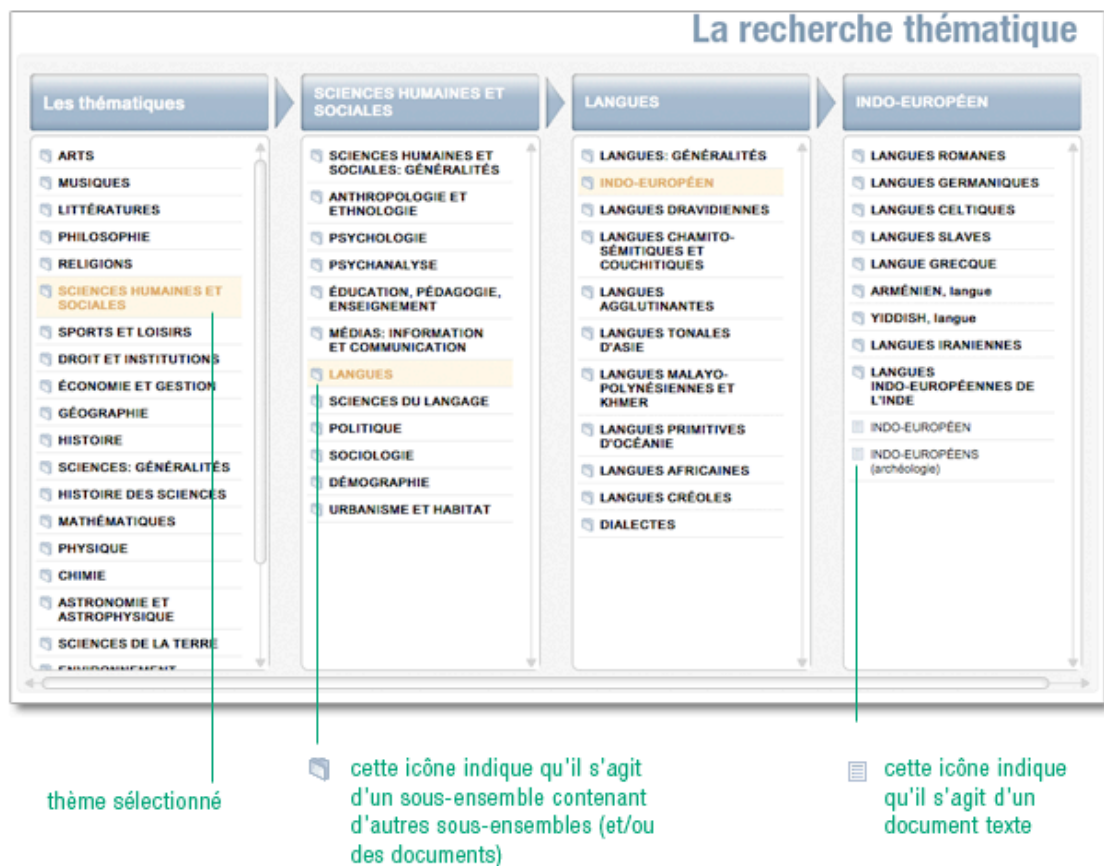 La recherche thématique
Les thématiques
ARTS
MUSIQUES
LITTÉRATURES
PHILOSOPHIE
RELIGIONS
SCIENCES HUMAINES ET
SOCIALES
SPORTS ET LOISIRS
DROIT ET INSTITUTIONS
ÉCONOMIE ET GESTION
GÉOGRAPHIE
HISTOIRE
SCIENCES: GÉNÉRALITÉS
HISTOIRE DES SCIENCES
MATHÉMATIQUES
PHYSIQUE
CHIMIE
ASTRONOMIE ET
ASTROPHYSIQUE
SCIENCES DE LA TERRE
ENVIRONNEMENT
SCIENCES HUMAINES ET
SOCIALES
SCIENCES HUMAINES ET
SOCIALES: GÉNÉRALITÉS
ANTHROPOLOGIE ET
ETHNOLOGIE
PSYCHOLOGIE
PSYCHANALYSE
ÉDUCATION, PÉDAGOGIE,
ENSEIGNEMENT
MÉDIAS: INFORMATION
ET COMMUNICATION
LANGUES
SCIENCES DU LANGAGE
POLITIQUE
SOCIOLOGIE
DÉMOGRAPHIE
URBANISME ET HABITAT
LANGUES
LANGUES: GÉNÉRALITÉS
INDO-EUROPÉEN
LANGUES DRAVIDIENNES
LANGUES CHAMITO-
SÉMITIQUES ET
COUCHITIQUES
LANGUES
AGGLUTINANTES
LANGUES TONALES
D'ASIE
LANGUES MALAYO-
POLYNÉSIENNES ET
KHMER
LANGUES PRIMITIVES
D'OCÉANIE
LANGUES AFRICAINES
LANGUES CRÉOLES
DIALECTES
INDO-EUROPÉEN
LANGUES ROMANES
LANGUES GERMANIQUES
LANGUES CELTIQUES
LANGUES SLAVES
LANGUE GRECQUE
ARMÉNIEN, langue
YIDDISH, langue
LANGUES IRANIENNES
LANGUES
INDO-EUROPÉENNES DE
L'INDE
INDO-EUROPÉEN
INDO-EUROPÉENS
(archéologie)
thème sélectionné
cette icône indique qu'il s'agit
d'un sous-ensemble contenant
d'autres sous-ensembles (et/ou
des documents)
cette icône indique
qu'il s'agit d'un
document texte